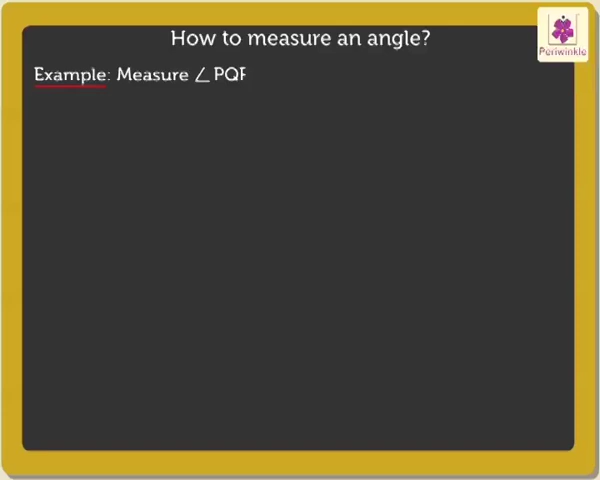 Periwinkle
How to measure an angle?
Example: Measure ∠ PQ